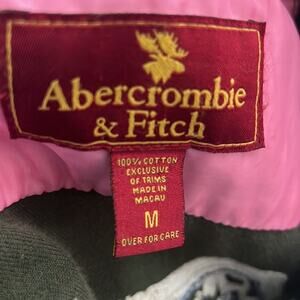 Abercrombie
& Fitch
100% COTTON
EXCLUSIVE
OF TRIMS
MADE IN
MACAU
M
OVER FOR CARE